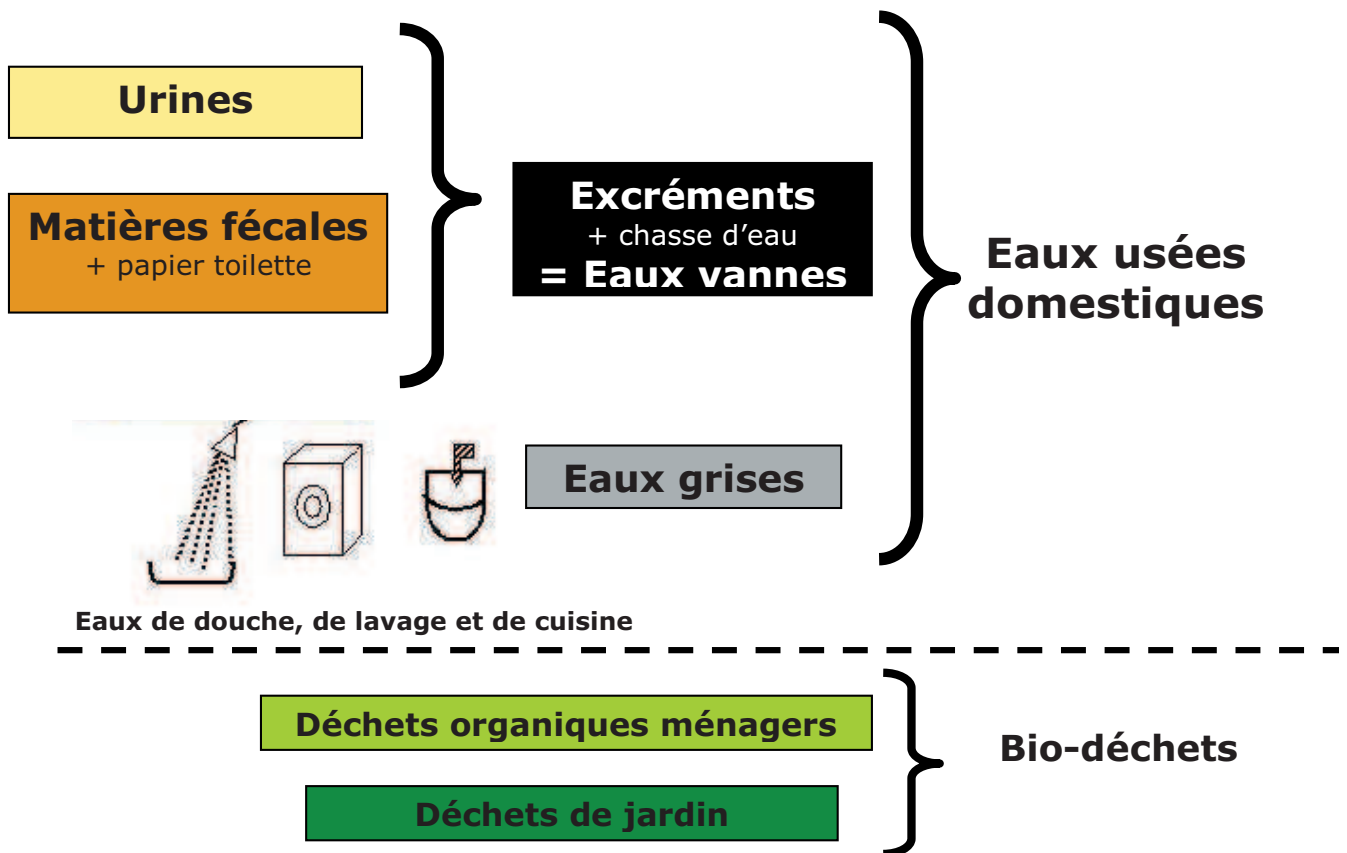 Urines
Matières fécales
+ papier toilette
Excréments
+ chasse d'eau
= Eaux vannes
Eaux usées
domestiques
Eaux grises
Eaux de douche, de lavage et de cuisine
Déchets organiques ménagers
Déchets de jardin
Bio-déchets